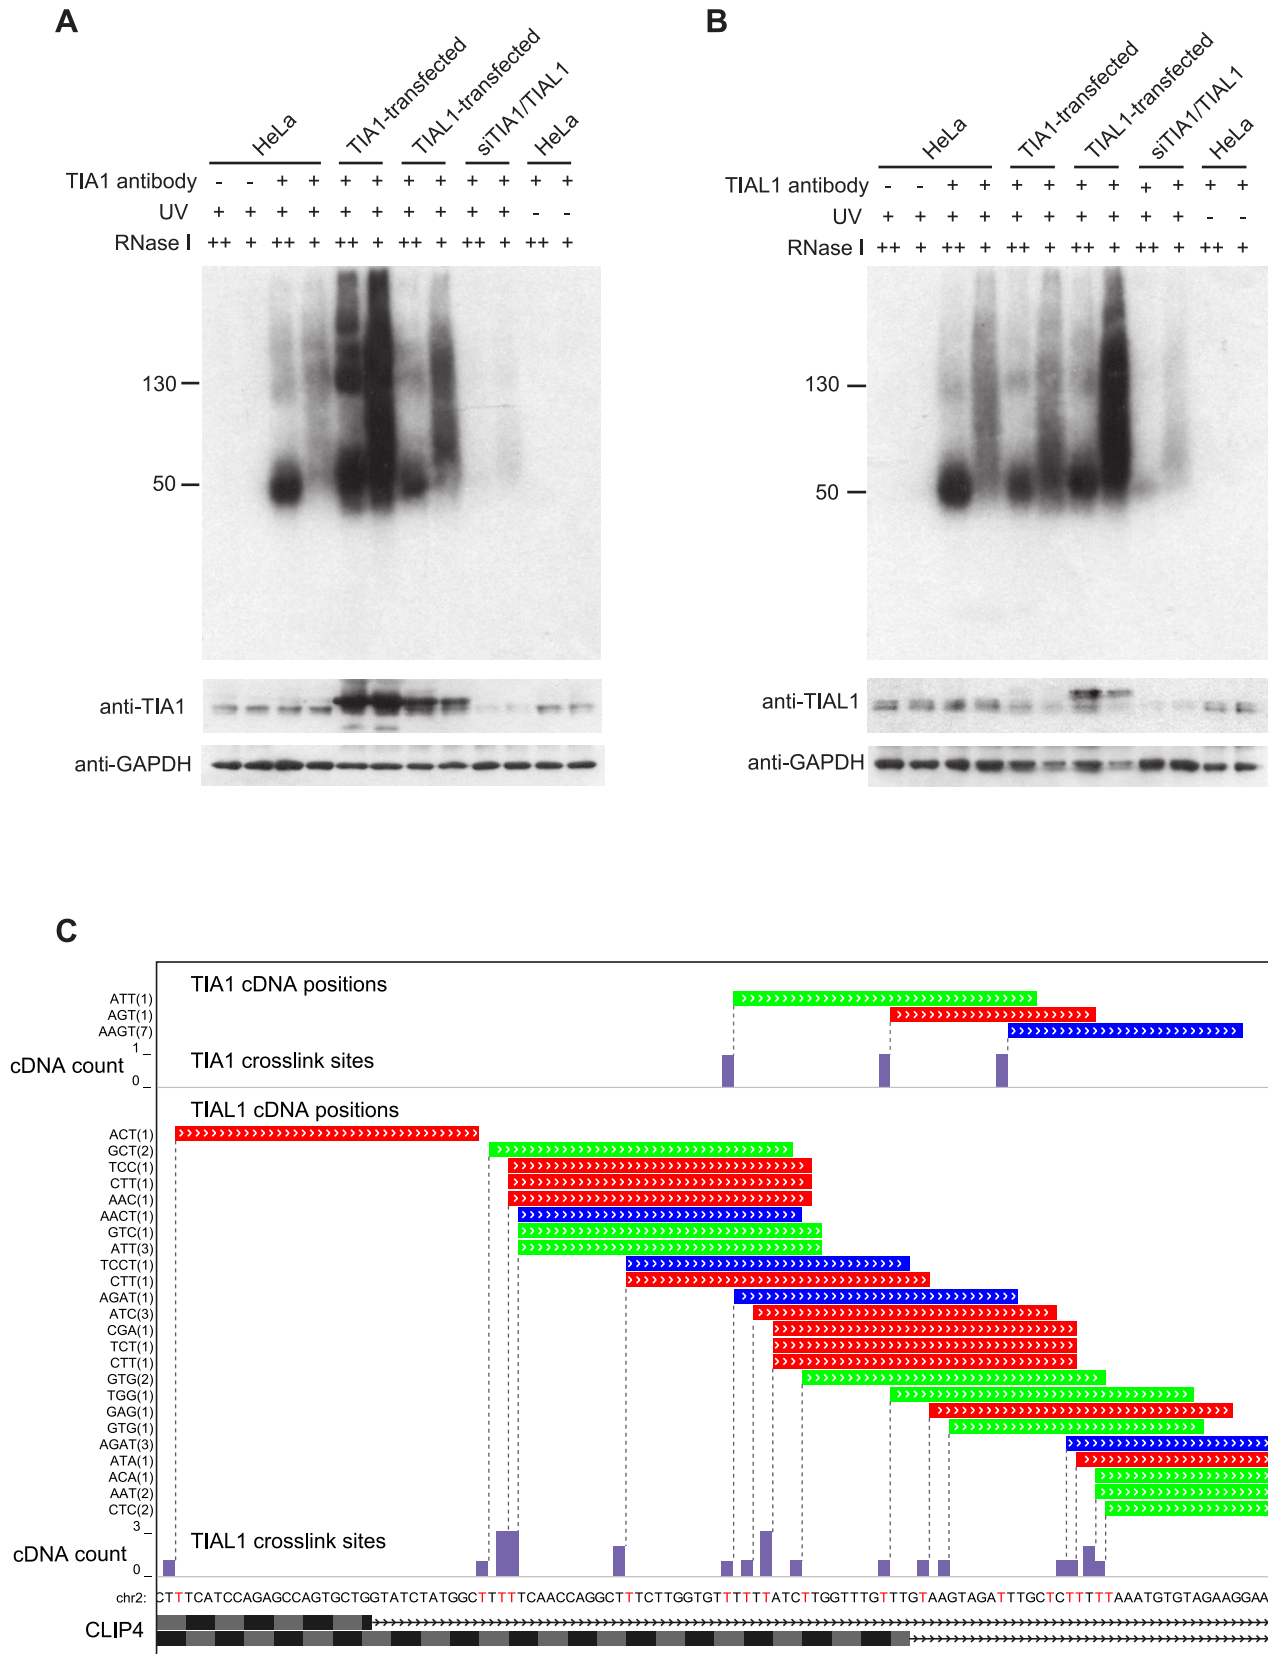 A
HeLa
TIA1-transfected
TIAL1-transfected
siTIA1/TIAL1
HeLa
TIA1 antibody - - + + + + + + + + + +
UV + + + + + + + + + + - -
RNase I ++ + ++ + ++ + ++ + ++ + ++ +
130
50
anti-TIA1
anti-GAPDH
B
HeLa
TIA1-transfected
TIAL1-transfected
siTIA1/TIAL1
HeLa
TIAL1 antibody - - + + + + + + + + + +
UV + + + + + + + + + + - -
RNase I ++ + ++ + ++ + ++ + ++ + ++ +
130
50
anti-TIAL1
anti-GAPDH
C
TIA1 cDNA positions
ATT(1)
AGT(1)
AAGT(7)
cDNA count
1
0
TIA1 crosslink sites
TIAL1 cDNA positions
ACT(1)
GCT(2)
TCC(1)
CTT(1)
AAC(1)
AACT(1)
GTC(1)
ATT(3)
TCCT(1)
CTT(1)
AGAT(1)
ATC(3)
CGA(1)
TCT(1)
CTT(1)
GTG(2)
TGG(1)
GAG(1)
GTG(1)
AGAT(3)
ATA(1)
ACA(1)
AAT(2)
CTC(2)
cDNA count
3
0
TIAL1 crosslink sites
chr2: CTTTCATCCAGAGCCAGTGCTGGTATCTATGGCTTTTTCAACCAGGCTTTCTTGGTGTTTTTTATCTTGGTTTGTTTGTAAGTAGATTTGCTCTTTTTAAATGTGTAGAAGGAA
CLIP4